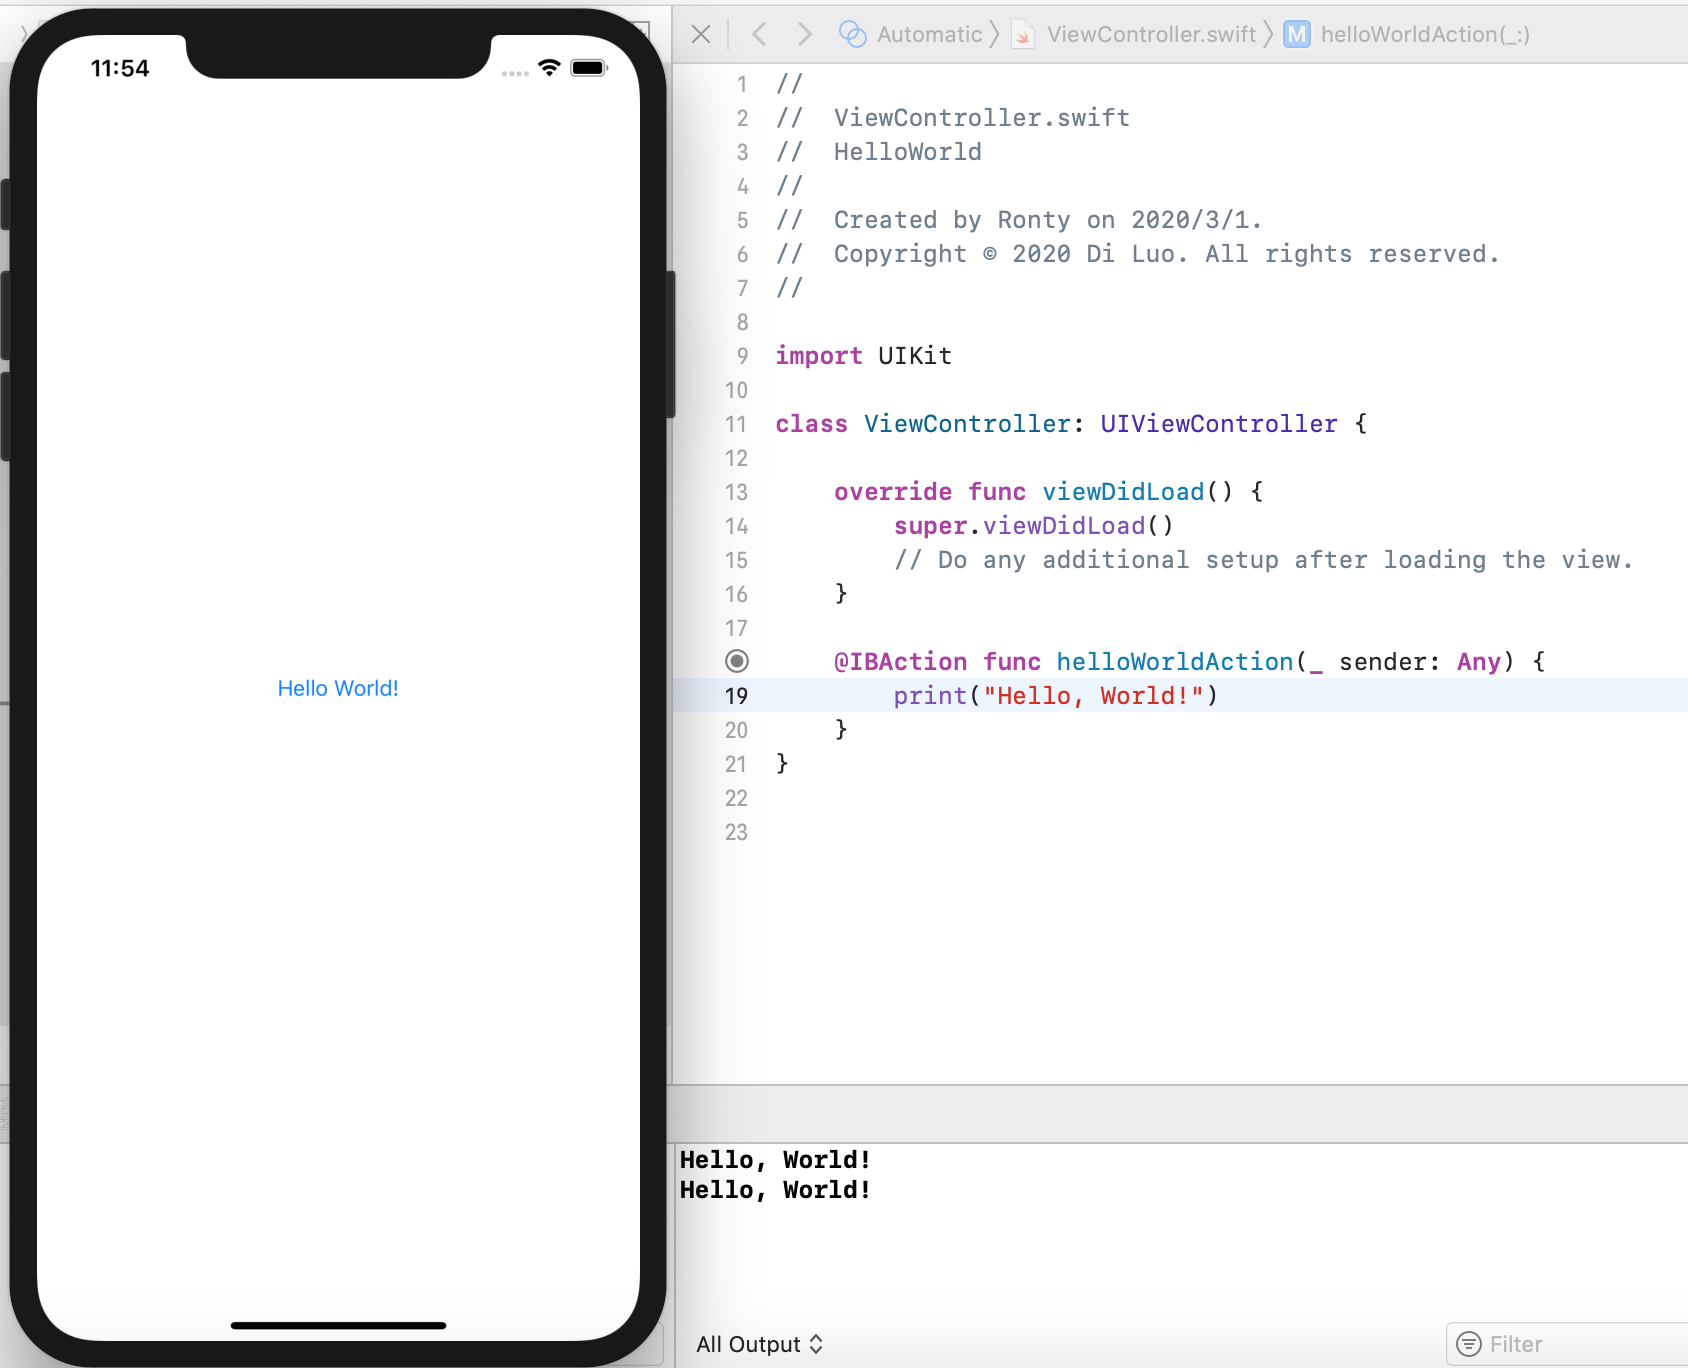 11:54
Hello World!
Automatic ViewController.swift M helloWorldAction(_:)
1 //
2 //  ViewController.swift
3 //  HelloWorld
4 //
5 //  Created by Ronty on 2020/3/1.
6 //  Copyright © 2020 Di Luo. All rights reserved.
7 //
8
9 import UIKit
10
11 class ViewController: UIViewController {
12
13     override func viewDidLoad() {
14         super.viewDidLoad()
15         // Do any additional setup after loading the view.
16     }
17
    @IBAction func helloWorldAction(_ sender: Any) {
19         print("Hello, World!")
20     }
21 }
22
23
Hello, World!
Hello, World!
All Output
Filter